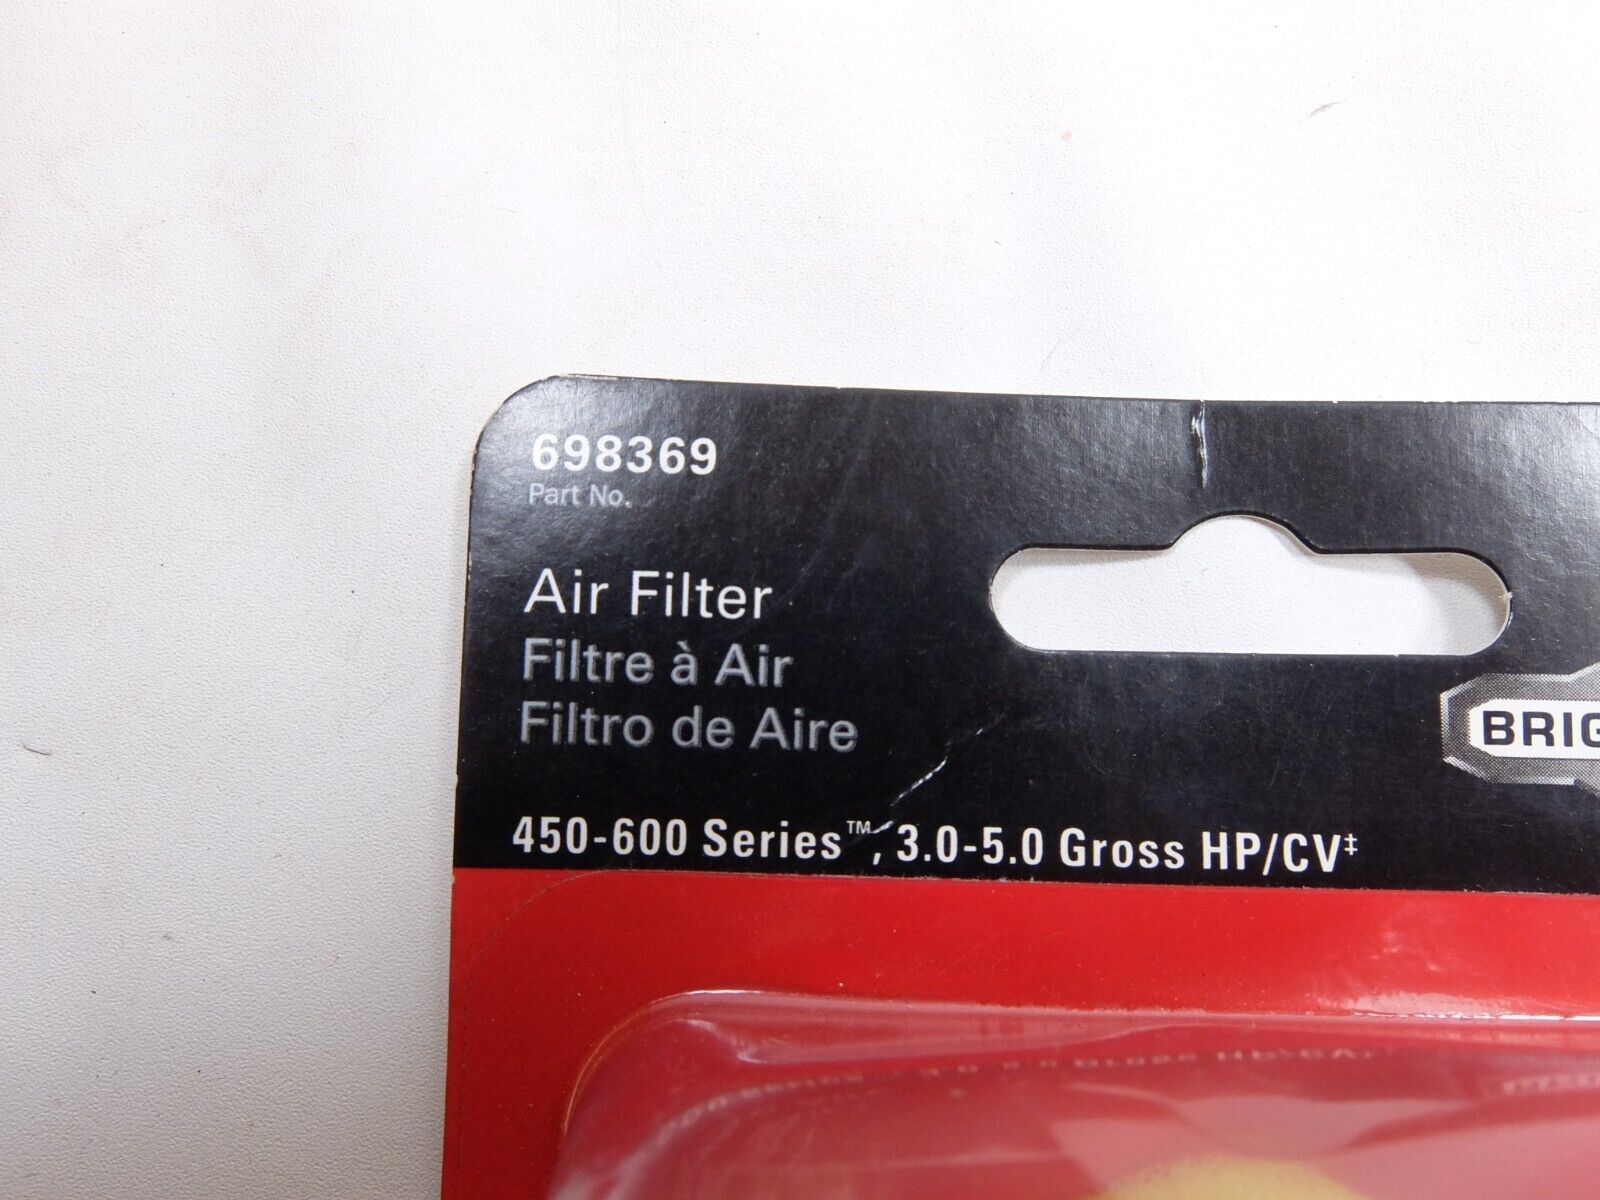 698369
Part No.
Air Filter
Filtre à Air
Filtro de Aire
BRIG
450-600 Series™, 3.0-5.0 Gross HP/CV‡